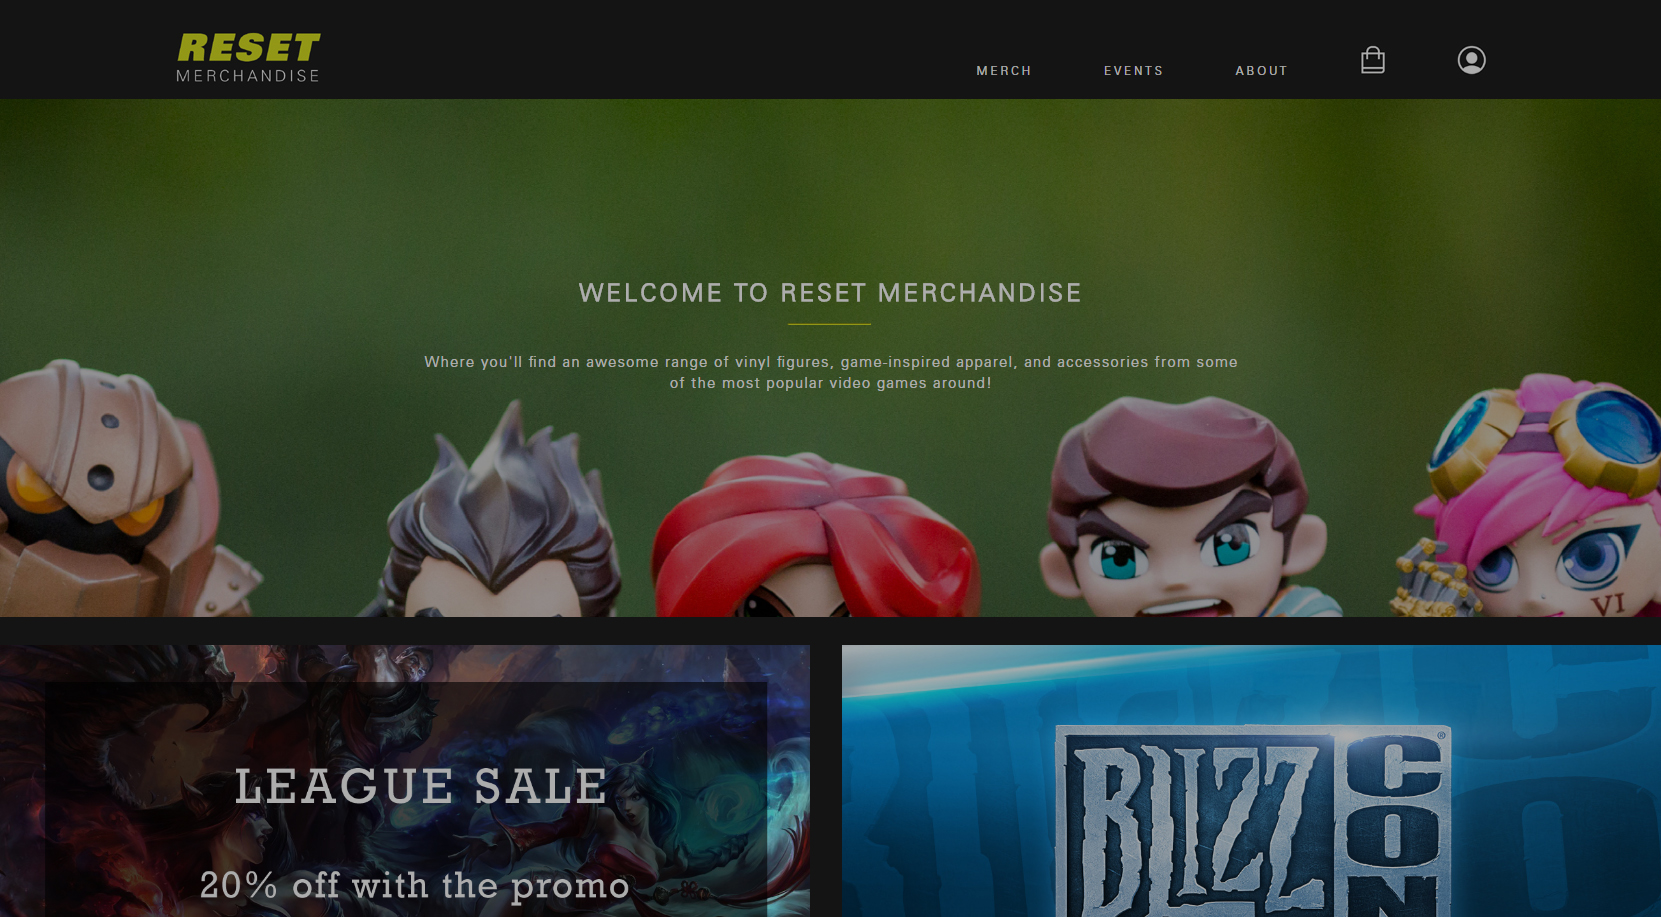 RESET
MERCHANDISE
MERCH
EVENTS
ABOUT
WELCOME TO RESET MERCHANDISE
Where you'll find an awesome range of vinyl figures, game-inspired apparel, and accessories from some
of the most popular video games around!
VI
LEAGUE SALE
20% off with the promo
BLIZZ
CON
®